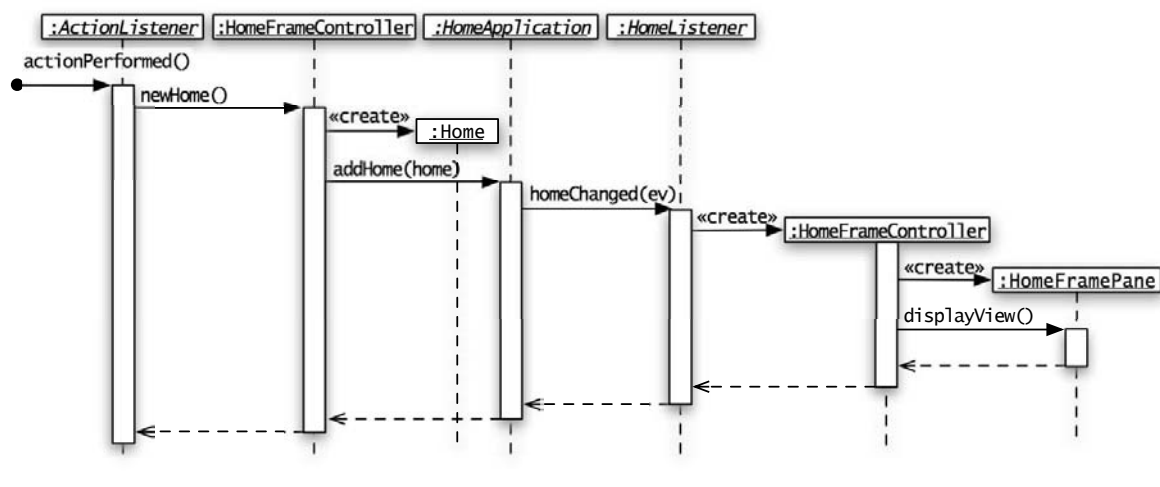 :ActionListener
:HomeFrameController
:HomeApplication
:HomeListener
actionPerformed()
newHome()
«create»
:Home
addHome(home)
homeChanged(ev)
«create»
:HomeFrameController
«create»
:HomeFramePane
displayView()